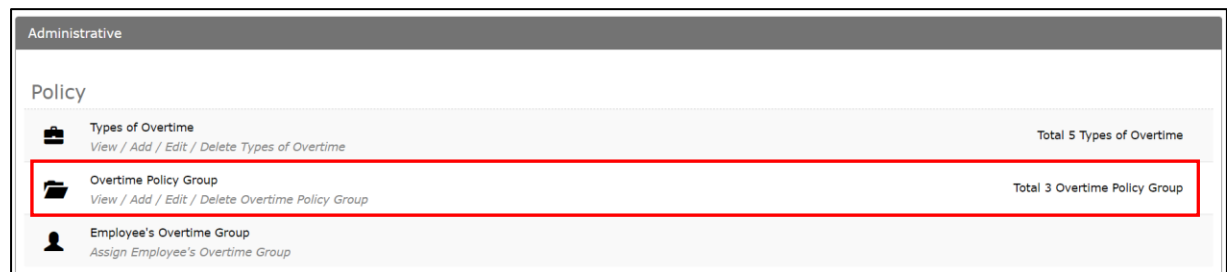 Administrative
Policy
Types of Overtime
View / Add / Edit / Delete Types of Overtime
Total 5 Types of Overtime
Overtime Policy Group
View / Add / Edit / Delete Overtime Policy Group
Total 3 Overtime Policy Group
Employee's Overtime Group
Assign Employee's Overtime Group